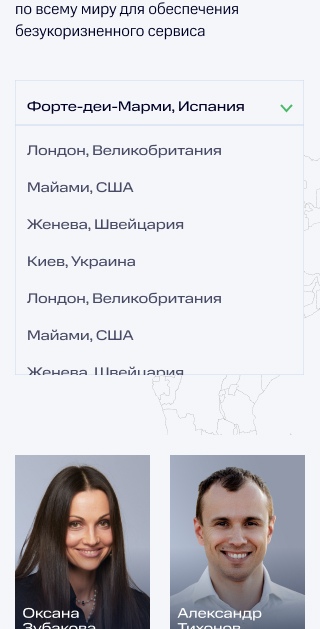 по всему миру для обеспечения
безукоризненного сервиса
Форте-деи-Марми, Испания
Лондон, Великобритания
Майами, США
Женева, Швейцария
Киев, Украина
Лондон, Великобритания
Майами, США
Женева, Швейцария
Оксана
Зубакова
Александр
Тихонов